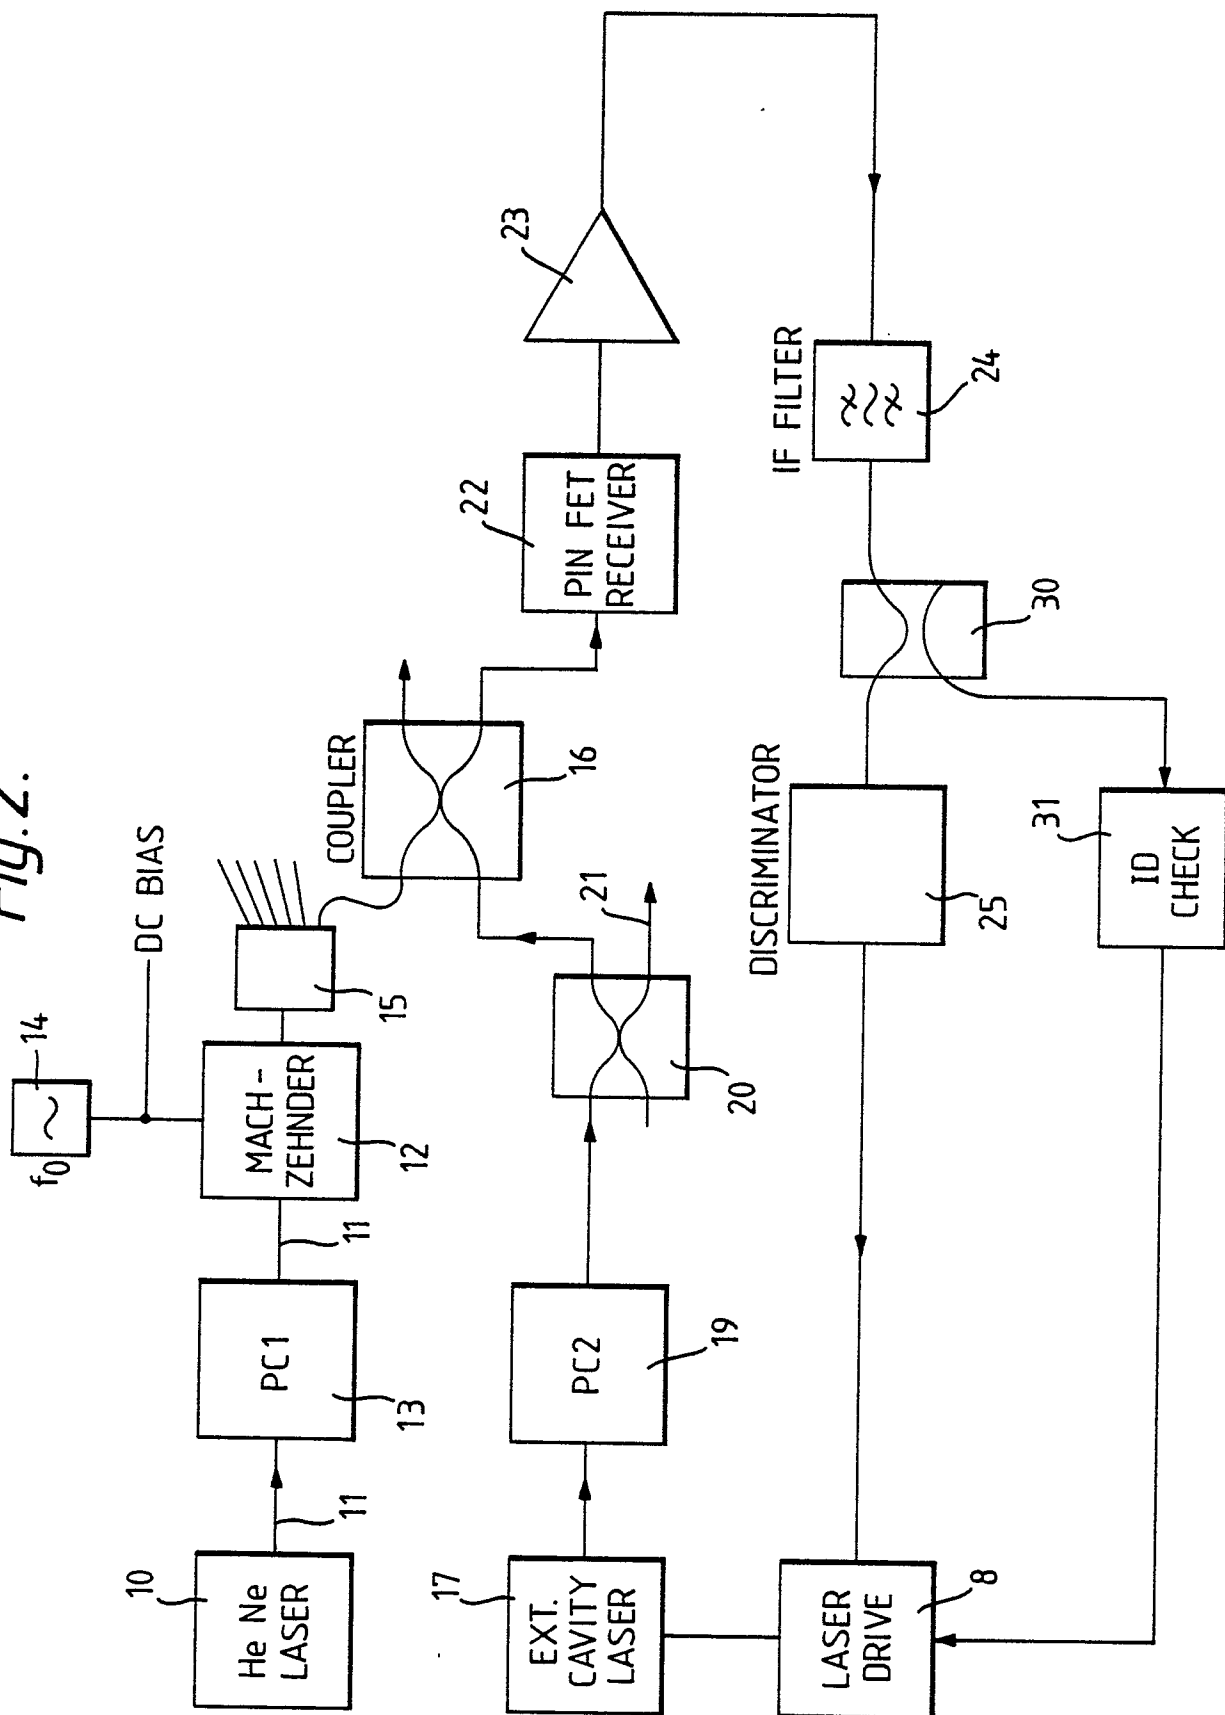 Fig. 2.
14
f0
DC BIAS
10
He Ne
LASER
11
PC1
13
11
MACH-
ZEHNDER
12
15
COUPLER
16
17
EXT.
CAVITY
LASER
PC2
19
20
21
22
PIN FET
RECEIVER
23
LASER
DRIVE
8
DISCRIMINATOR
25
30
IF FILTER
24
31
ID
CHECK